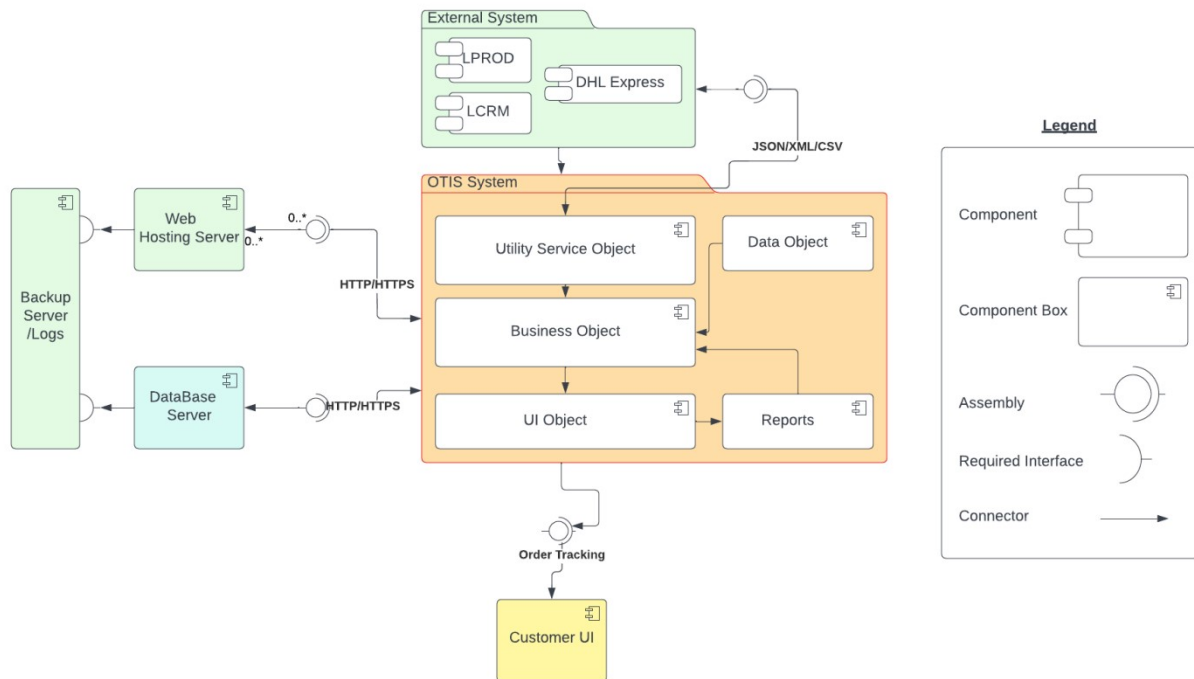 External System
LPROD
DHL Express
LCRM
JSON/XML/CSV
OTIS System
Utility Service Object
Data Object
Business Object
UI Object
Reports
Web
Hosting Server
0..*
0..*
HTTP/HTTPS
Backup
Server
/Logs
DataBase
Server
HTTP/HTTPS
Order Tracking
Customer UI
Legend
Component
Component Box
Assembly
Required Interface
Connector